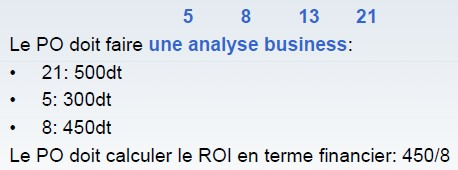 5 8 13 21
Le PO doit faire une analyse business:
• 21: 500dt
• 5: 300dt
• 8: 450dt
Le PO doit calculer le ROI en terme financier: 450/8